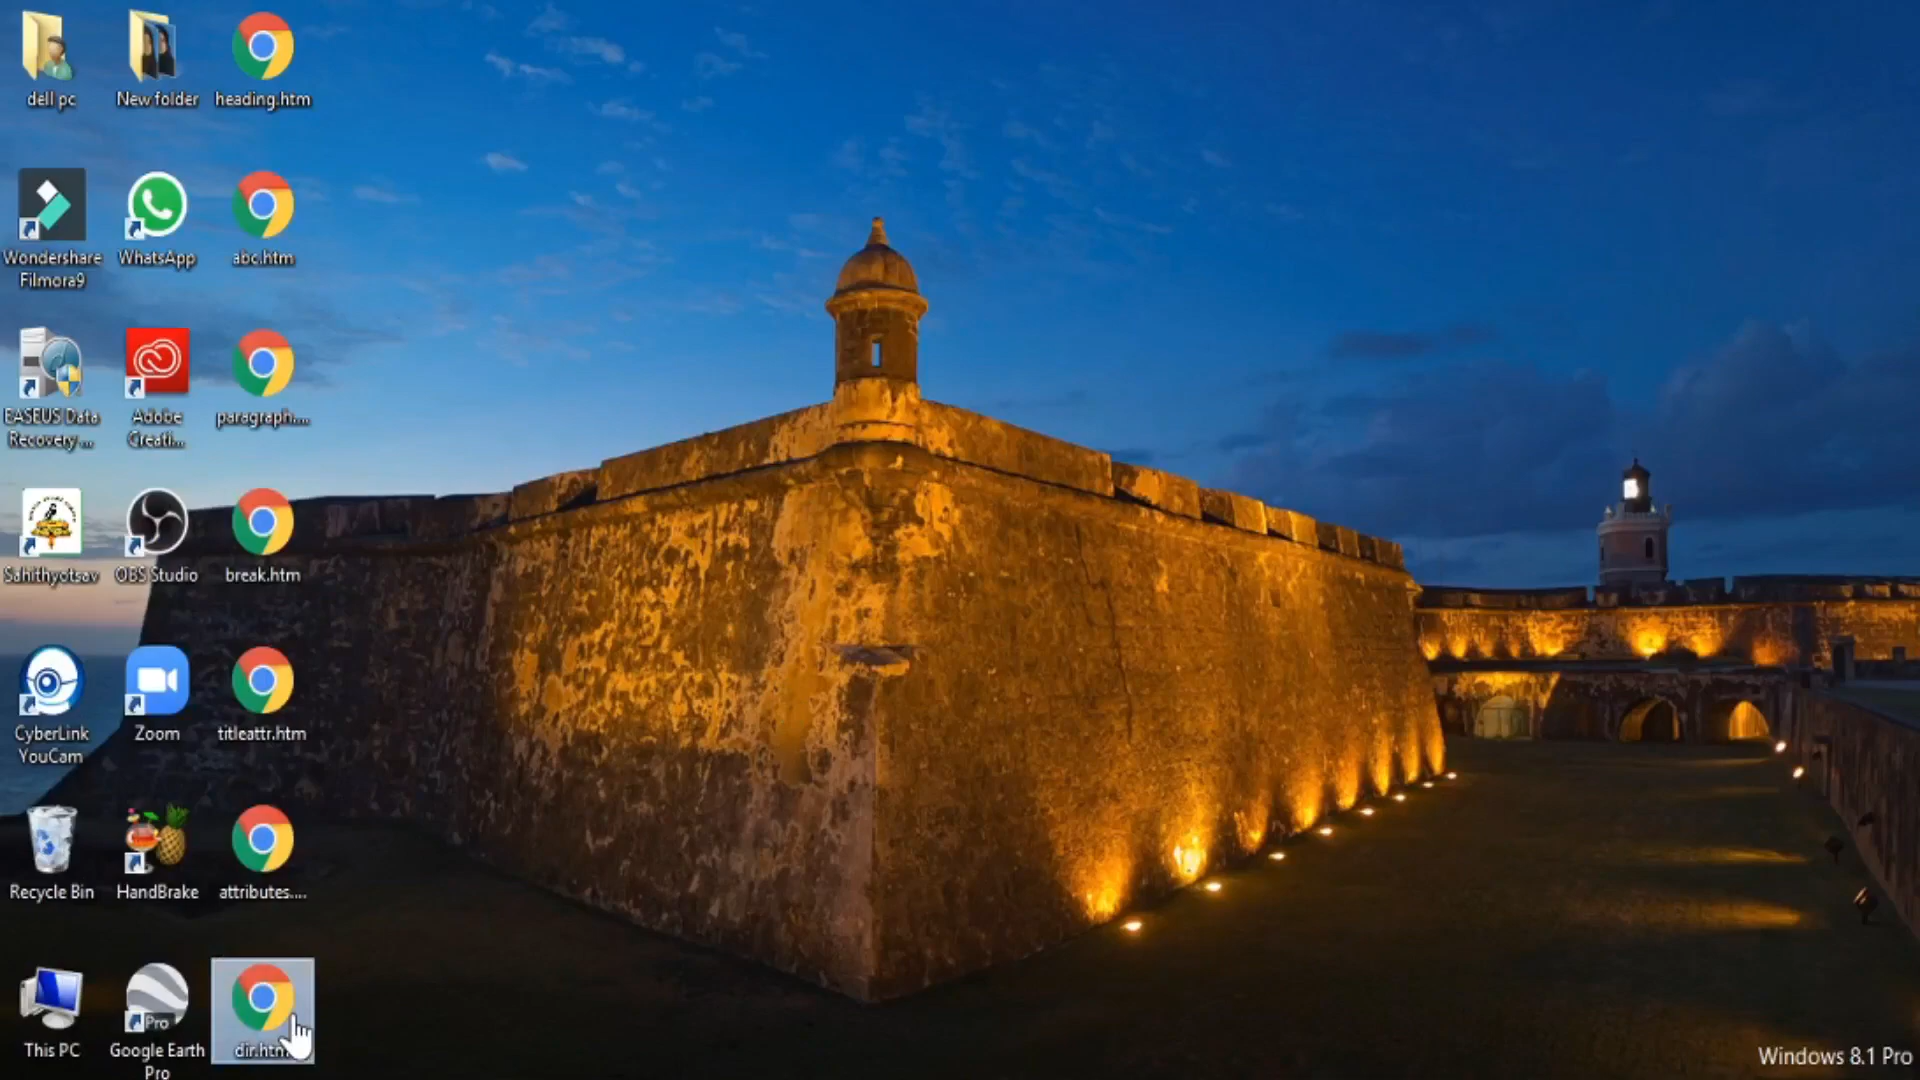 dell pc
New folder
heading.htm
Wondershare
Filmora9
WhatsApp
abc.htm
EASEUS Data
Recovery ...
Adobe
Creati...
paragraph....
Sahithyotsav
OBS Studio
break.htm
CyberLink
YouCam
Zoom
titleattr.htm
Recycle Bin
HandBrake
attributes....
This PC
Pro
Google Earth
Pro
dir.htm
Windows 8.1 Pro